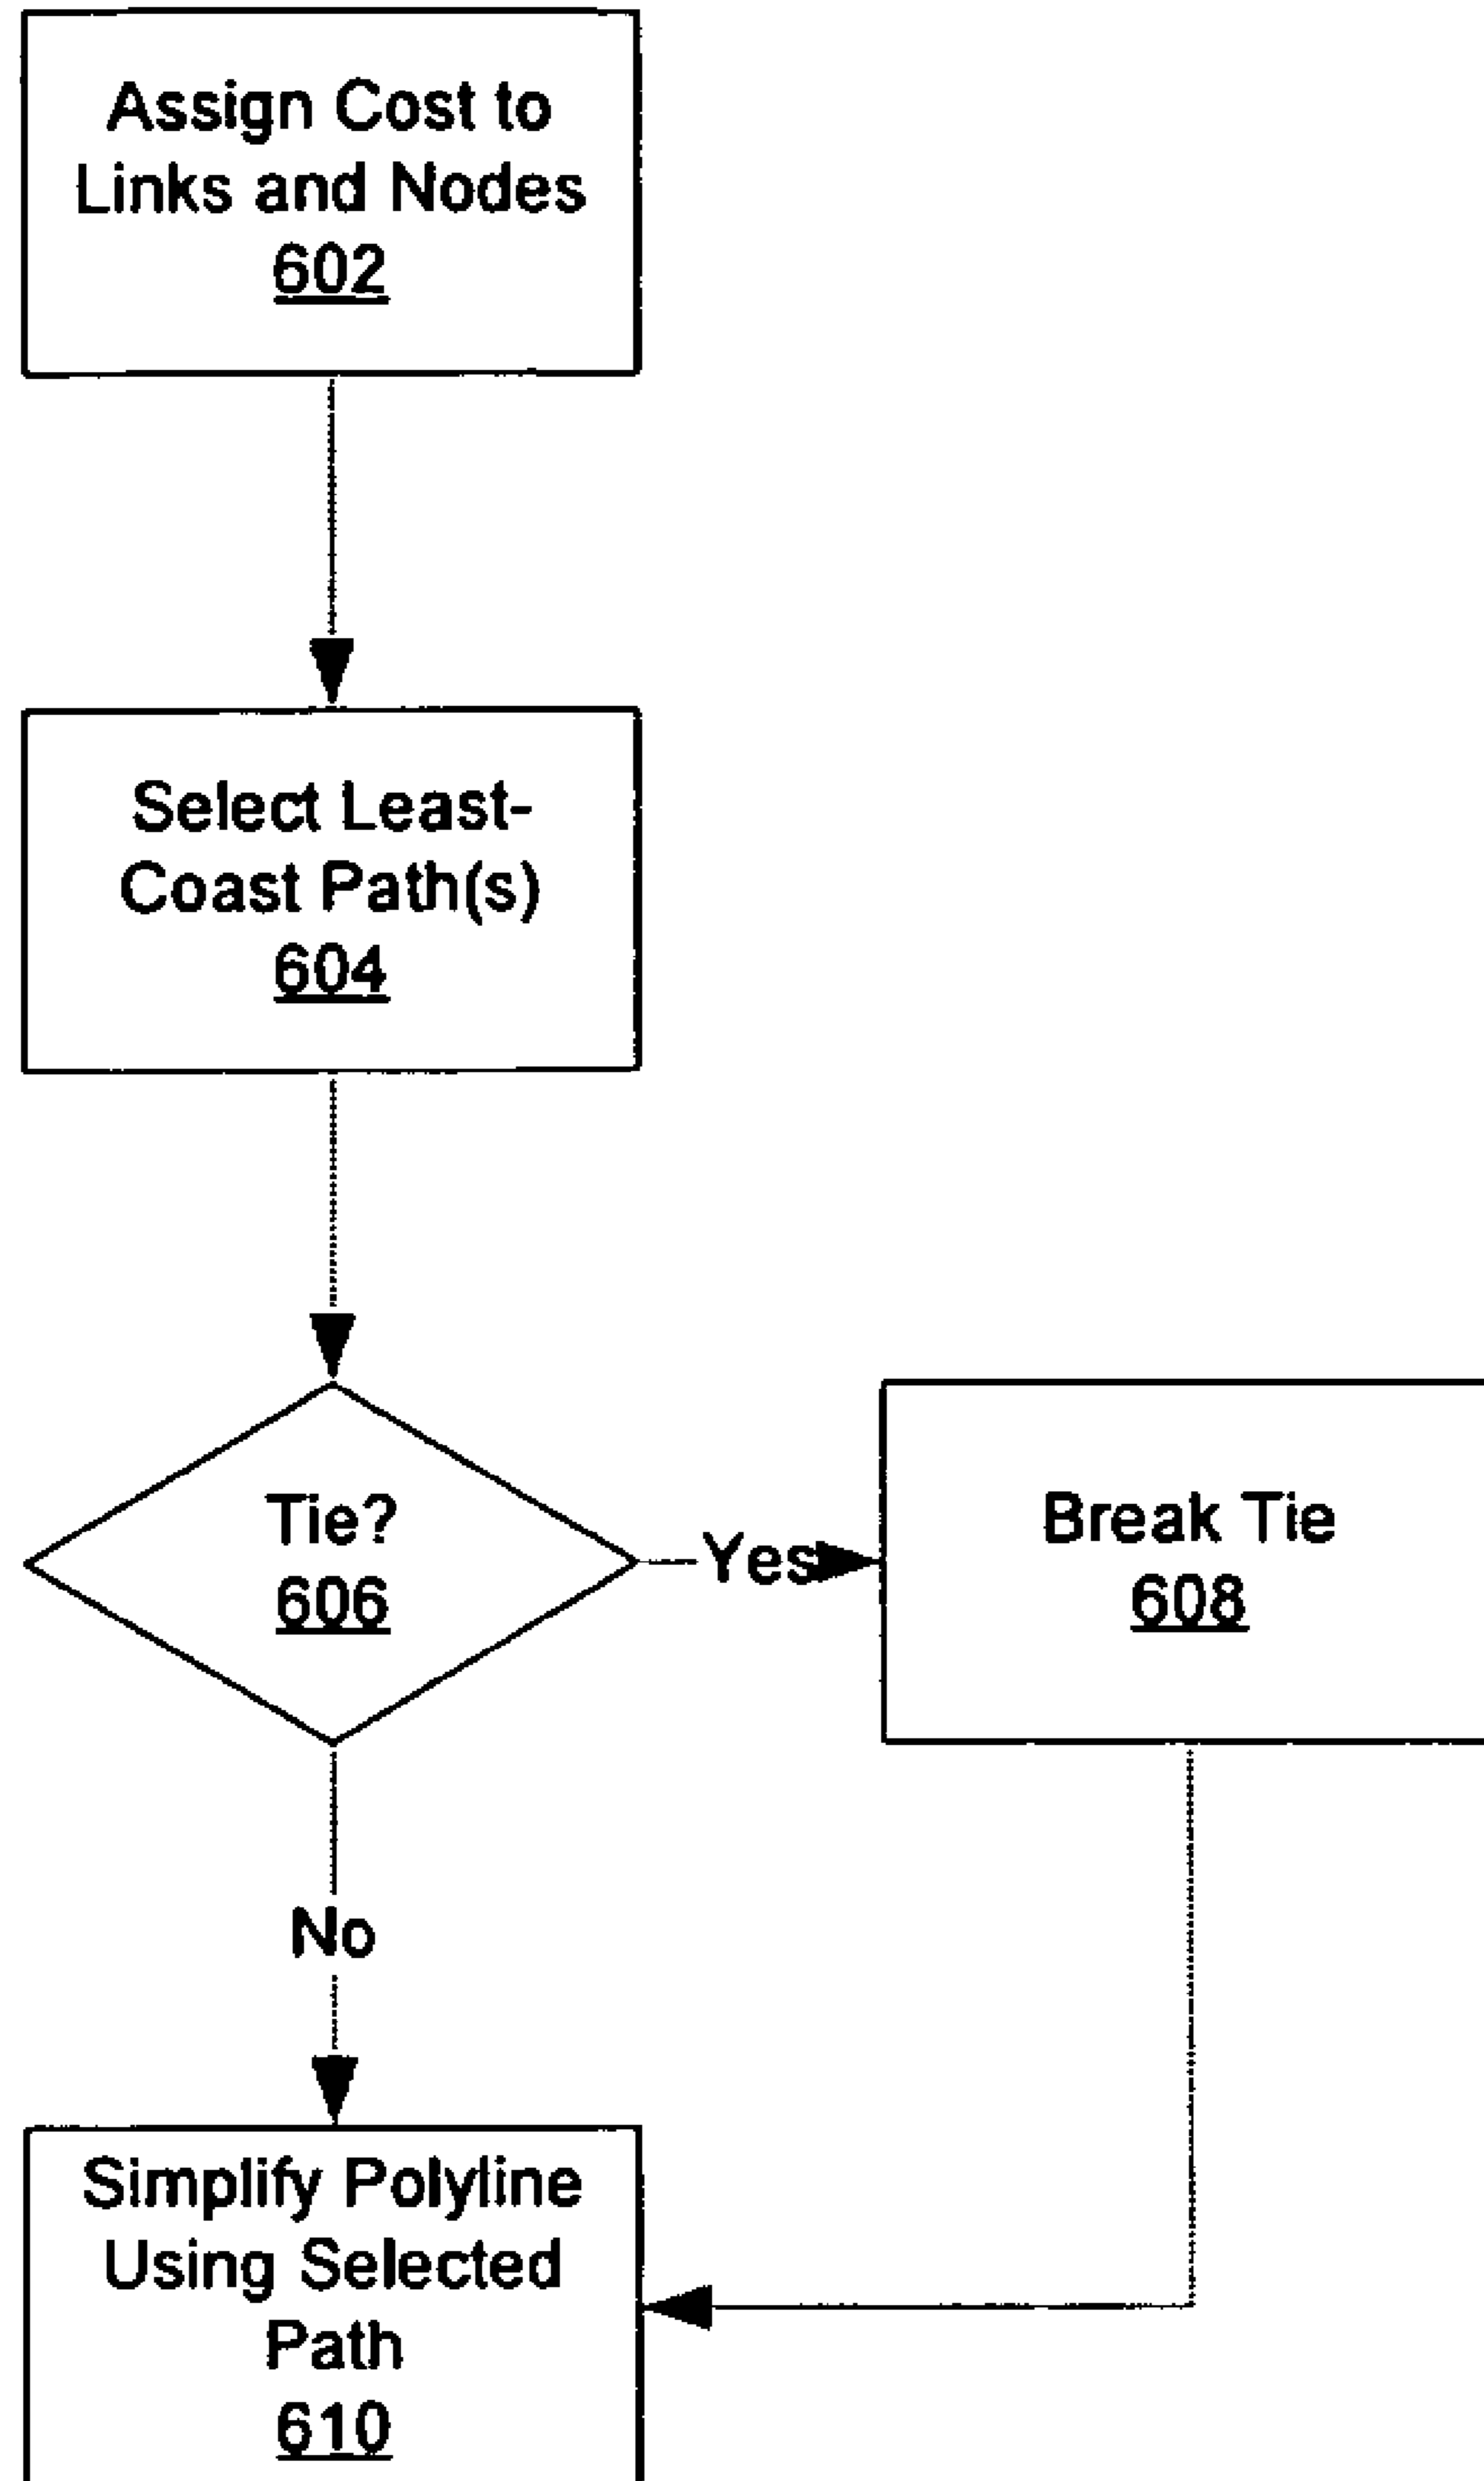 Assign Cost to
Links and Nodes
602
Select Least-
Coast Path(s)
604
Tie?
606
Yes
Break Tie
608
No
Simplify Polyline
Using Selected
Path
610